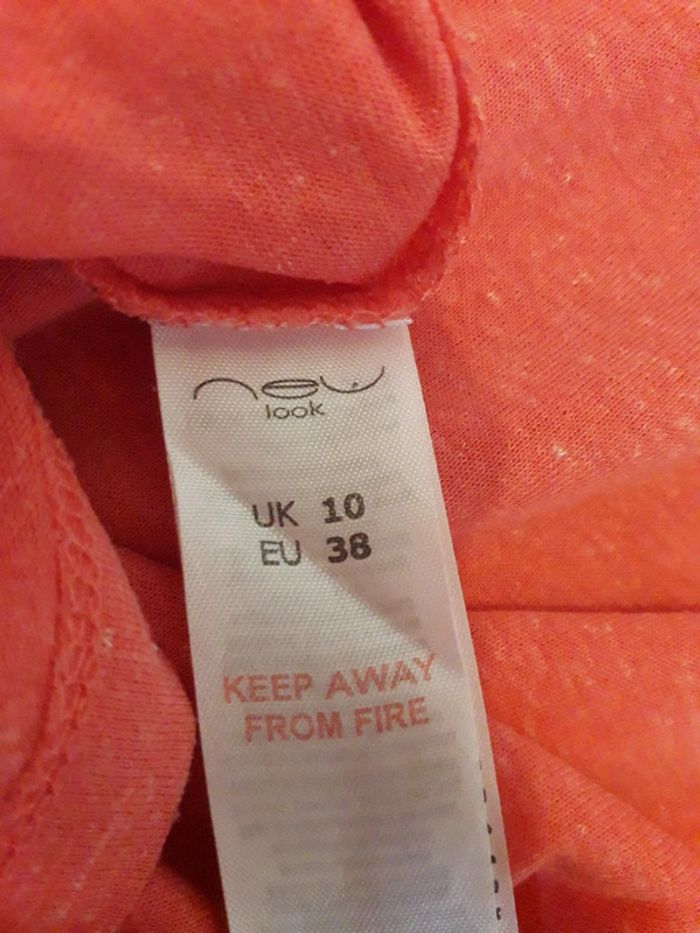 new
look
UK 10
EU 38
KEEP AWAY
FROM FIRE